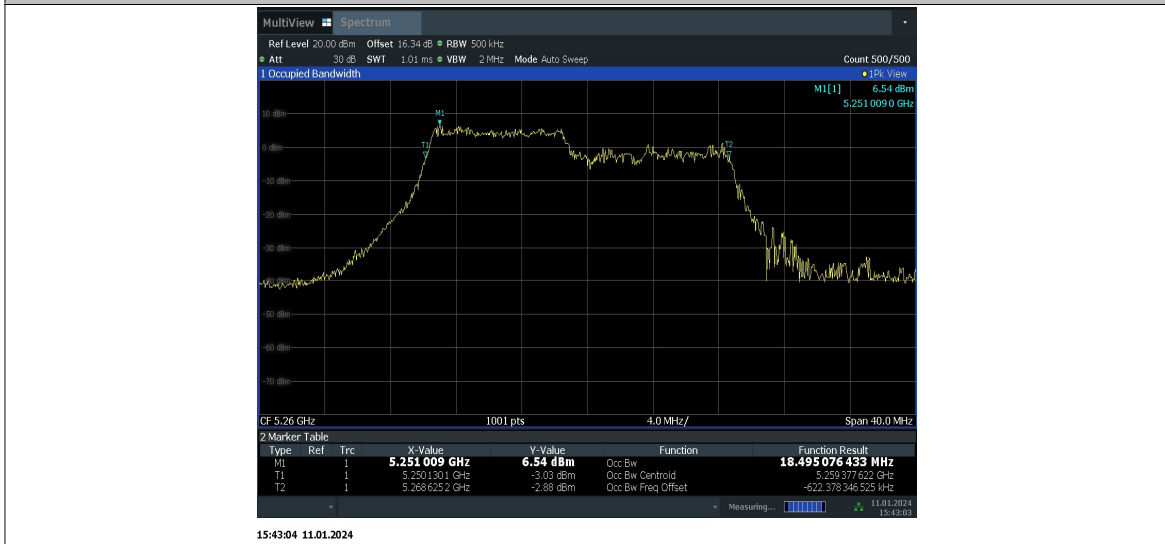 MultiView Spectrum
Ref Level 20.00 dBm Offset 16.34 dB RBW 500 kHz
Att 30 dB SWT 1.01 ms VBW 2 MHz Mode Auto Sweep Count 500/500
1 Occupied Bandwidth 1Pk View
M1[1] 6.54 dBm
5.251 009 0 GHz
10 dBm
M1
0 dBm
T1
T2
-10 dBm
-20 dBm
-30 dBm
-40 dBm
-50 dBm
-60 dBm
-70 dBm
CF 5.26 GHz 1001 pts 4.0 MHz/ Span 40.0 MHz
2 Marker Table
Type Ref Trc X-Value Y-Value Function Function Result
M1 1 5.251 009 GHz 6.54 dBm Occ Bw 18.495 076 433 MHz
T1 1 5.250 130 1 GHz -3.03 dBm Occ Bw Centroid 5.259 377 622 GHz
T2 1 5.268 625 2 GHz -2.88 dBm Occ Bw Freq Offset -622.378 346 525 kHz
Measuring... 11.01.2024
15:43:03
15:43:04 11.01.2024